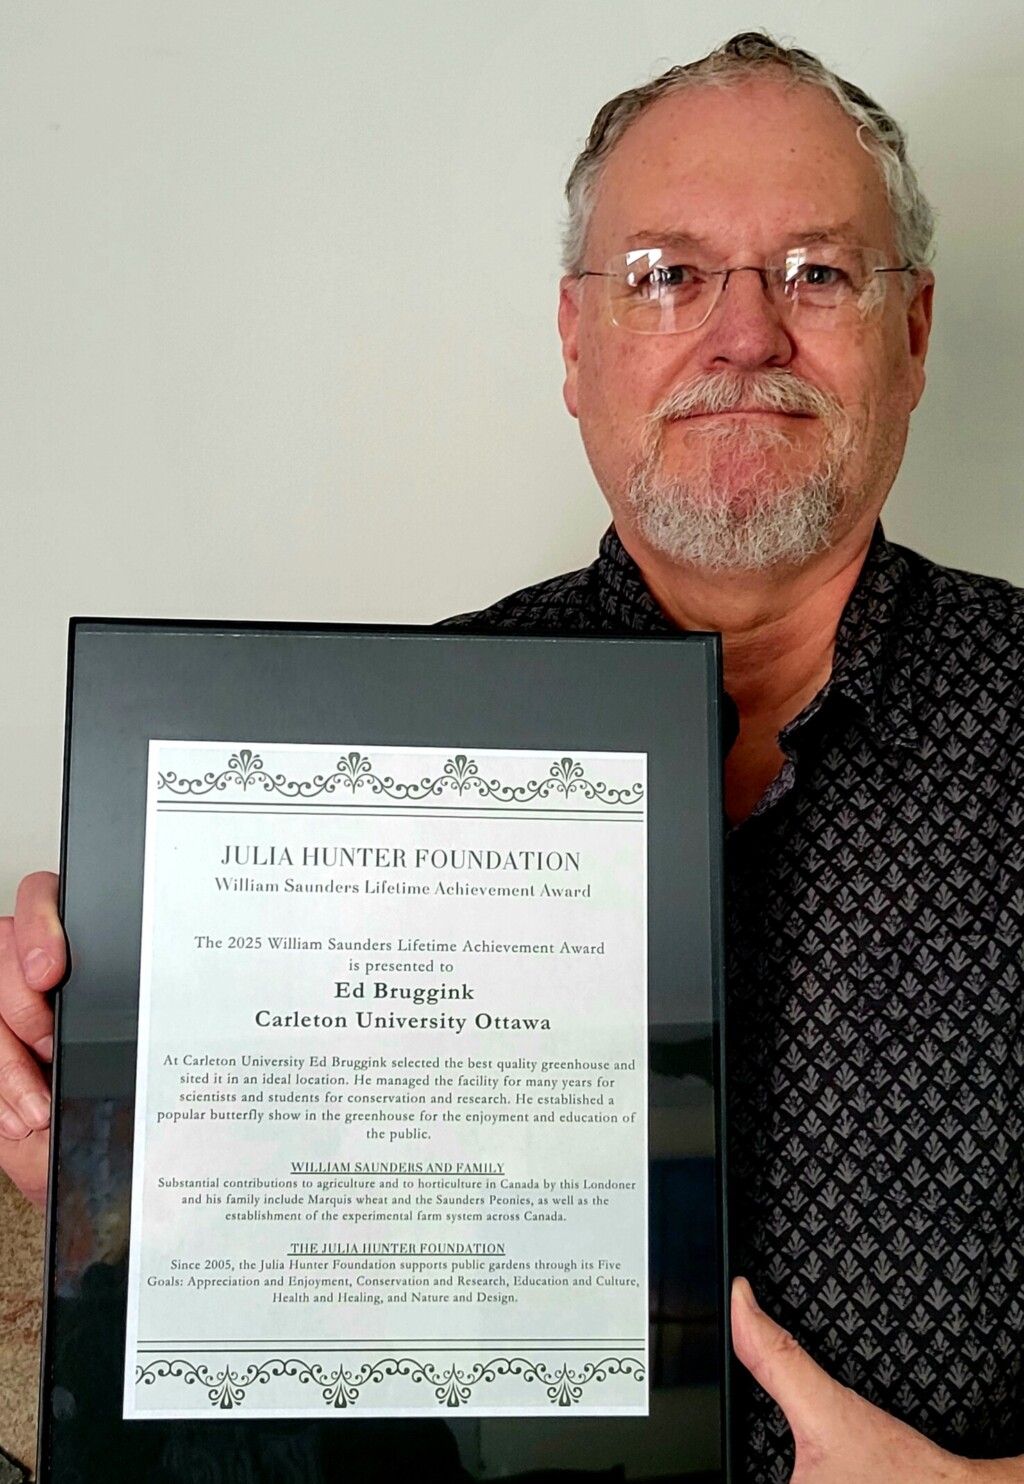 JULIA HUNTER FOUNDATION
William Saunders Lifetime Achievement Award
The 2025 William Saunders Lifetime Achievement Award
is presented to
Ed Bruggink
Carleton University Ottawa
At Carleton University Ed Bruggink selected the best quality greenhouse and
sited it in an ideal location. He managed the facility for many years for
scientists and students for conservation and research. He established a
popular butterfly show in the greenhouse for the enjoyment and education of
the public.
WILLIAM SAUNDERS AND FAMILY
Substantial contributions to agriculture and to horticulture in Canada by this Londoner
and his family include Marquis wheat and the Saunders Peonies, as well as the
establishment of the experimental farm system across Canada.
THE JULIA HUNTER FOUNDATION
Since 2005, the Julia Hunter Foundation supports public gardens through its Five
Goals: Appreciation and Enjoyment, Conservation and Research, Education and Culture,
Health and Healing, and Nature and Design.